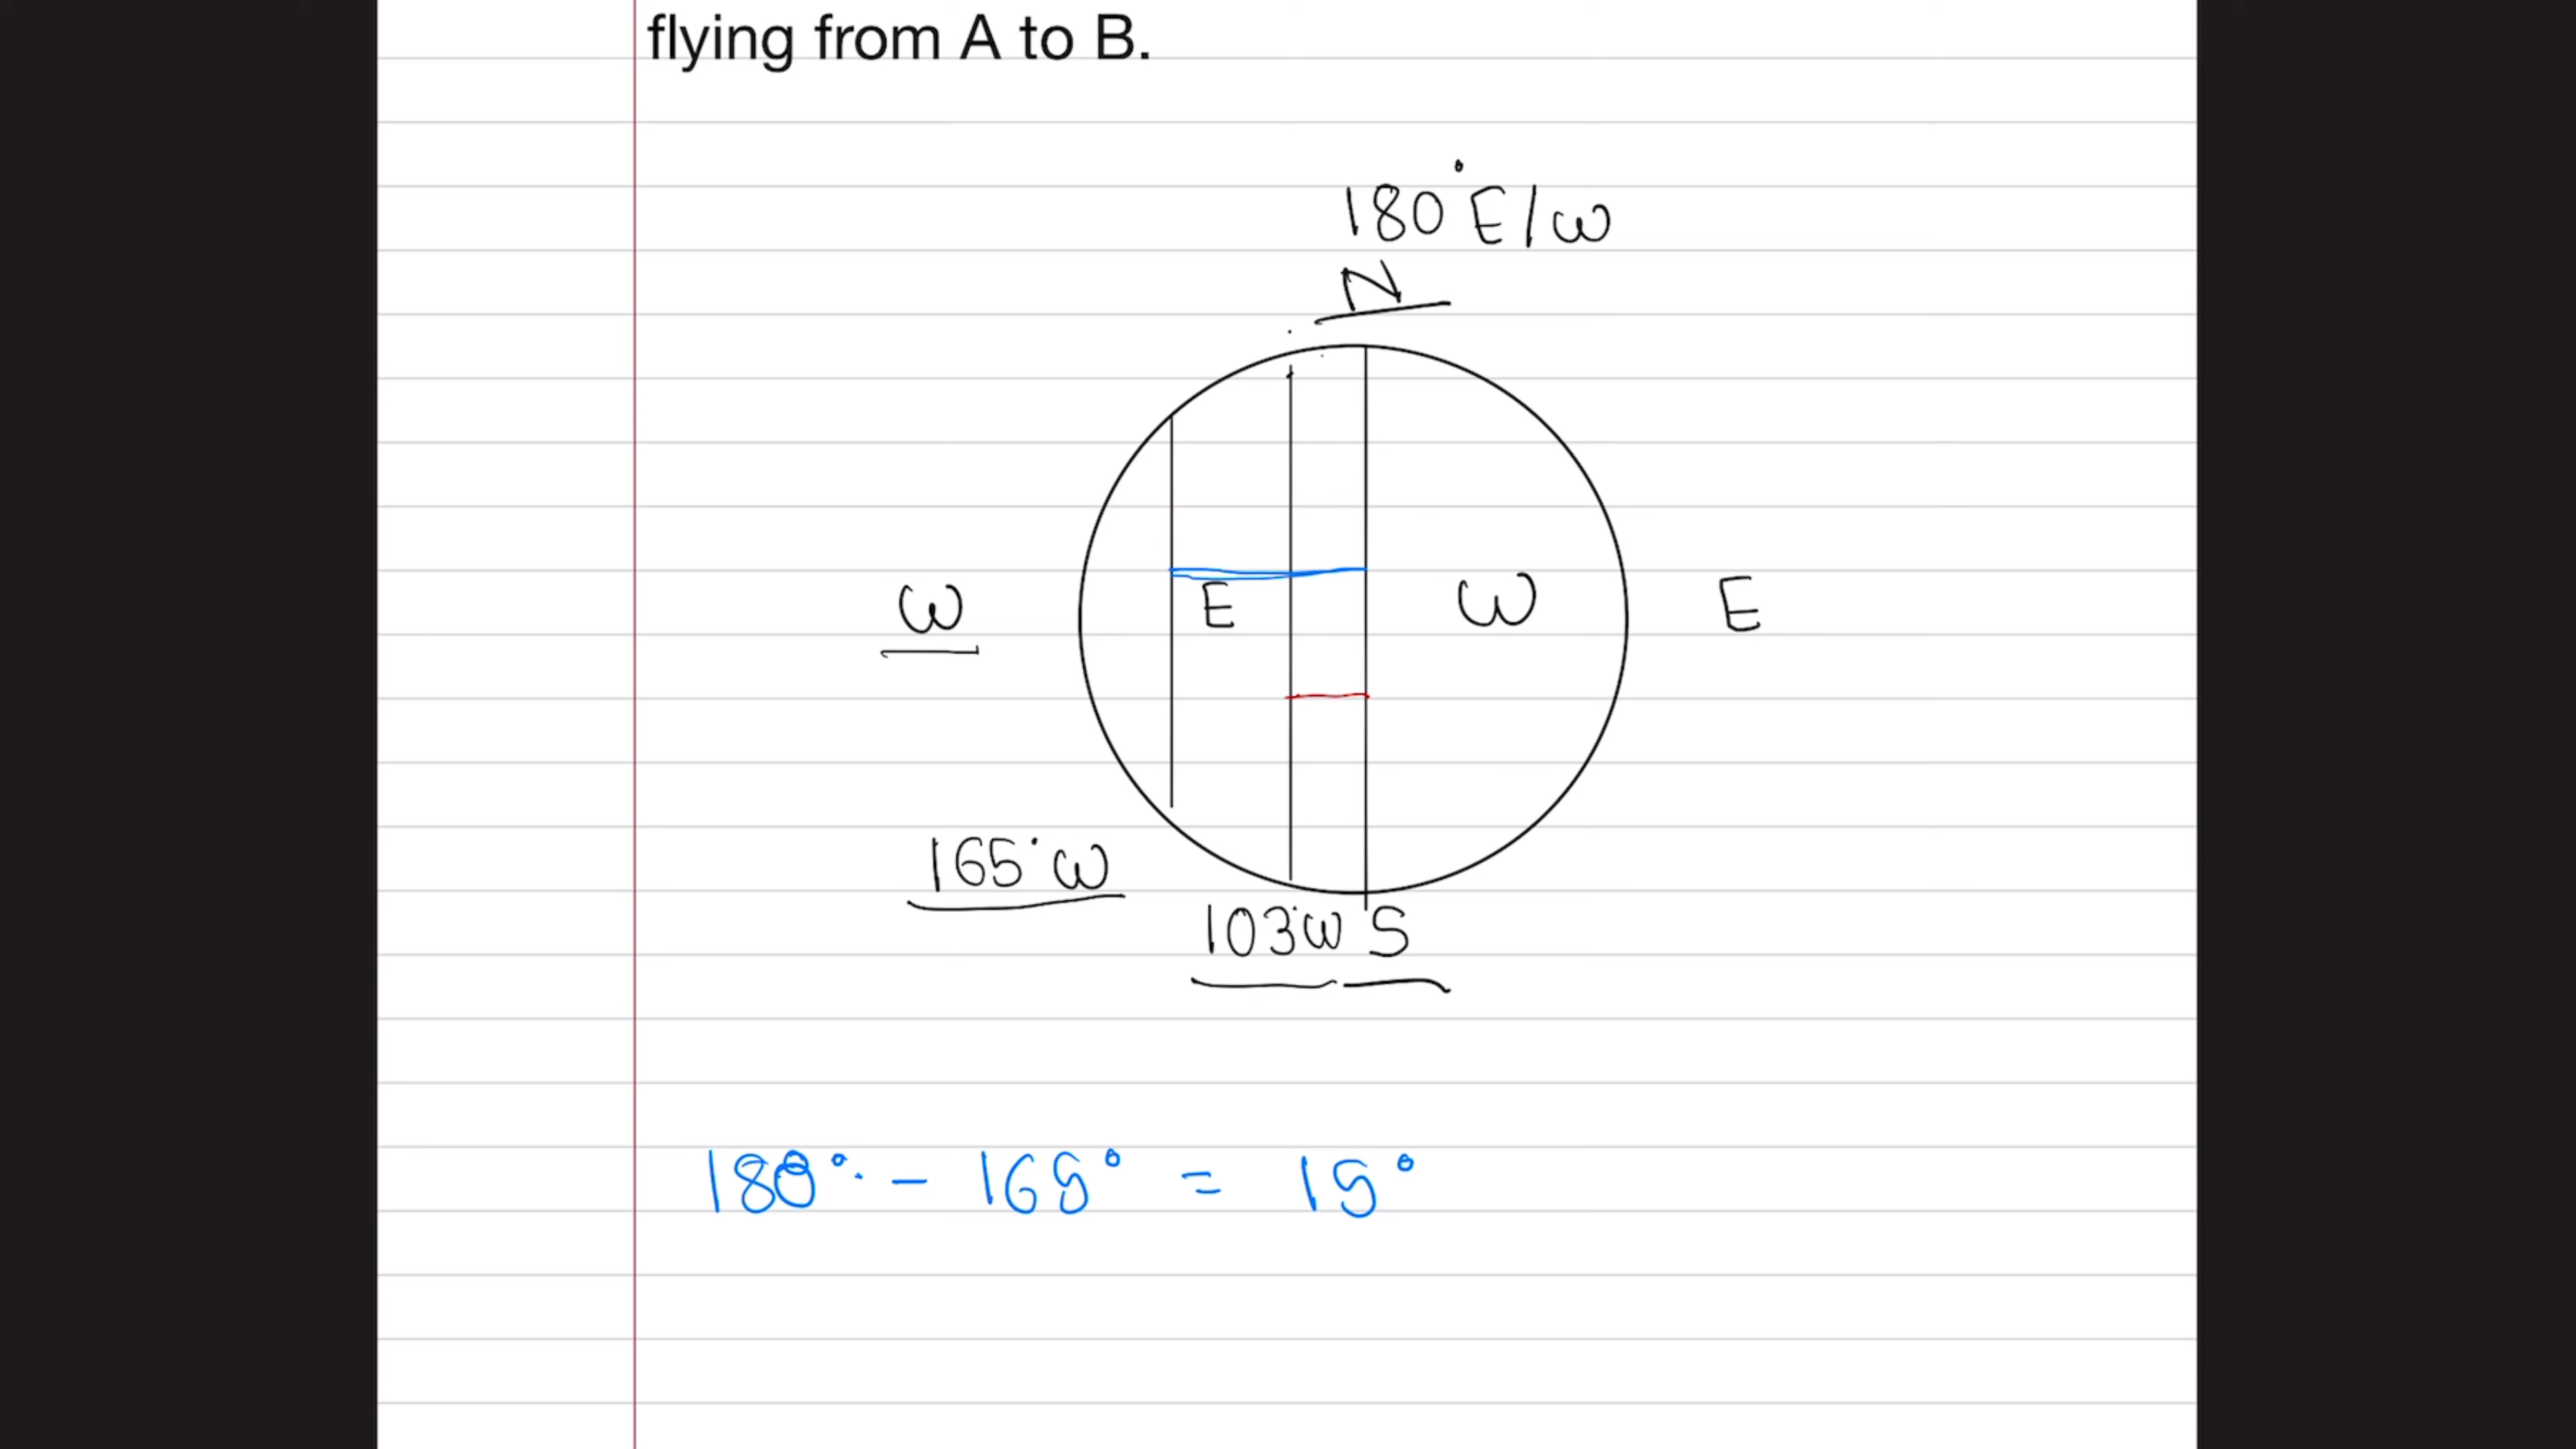 flying from A to B.
180°E/W
N
W E W E
165°W
103°W S
180° - 165° = 15°